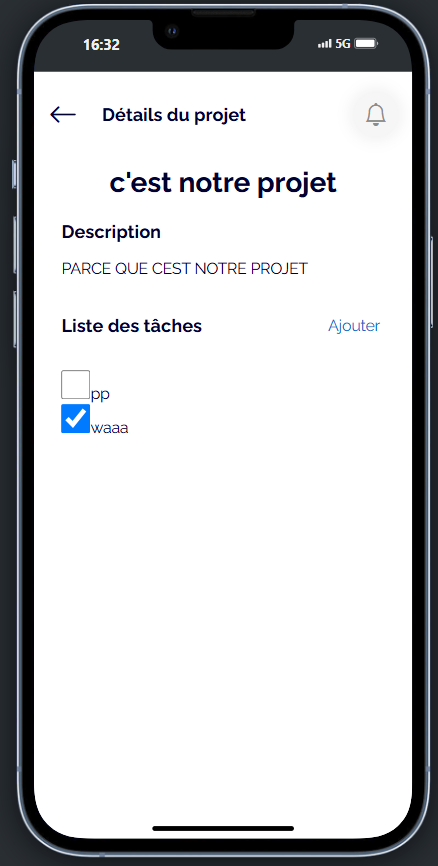 16:32 5G
Détails du projet
c'est notre projet
Description
PARCE QUE CEST NOTRE PROJET
Liste des tâches Ajouter
pp
waaa